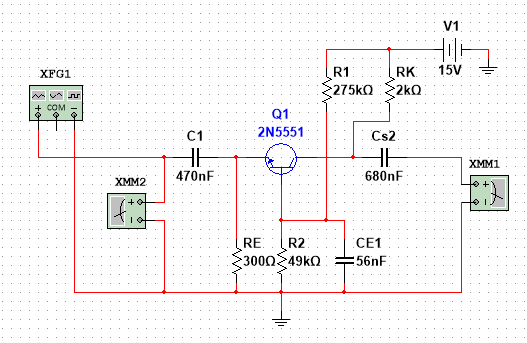 V1
15V
XFG1
+ COM −
R1
275kΩ
RK
2kΩ
Q1
2N5551
C1
470nF
Cs2
680nF
XMM1
+
−
XMM2
+
−
RE
300Ω
R2
49kΩ
CE1
56nF